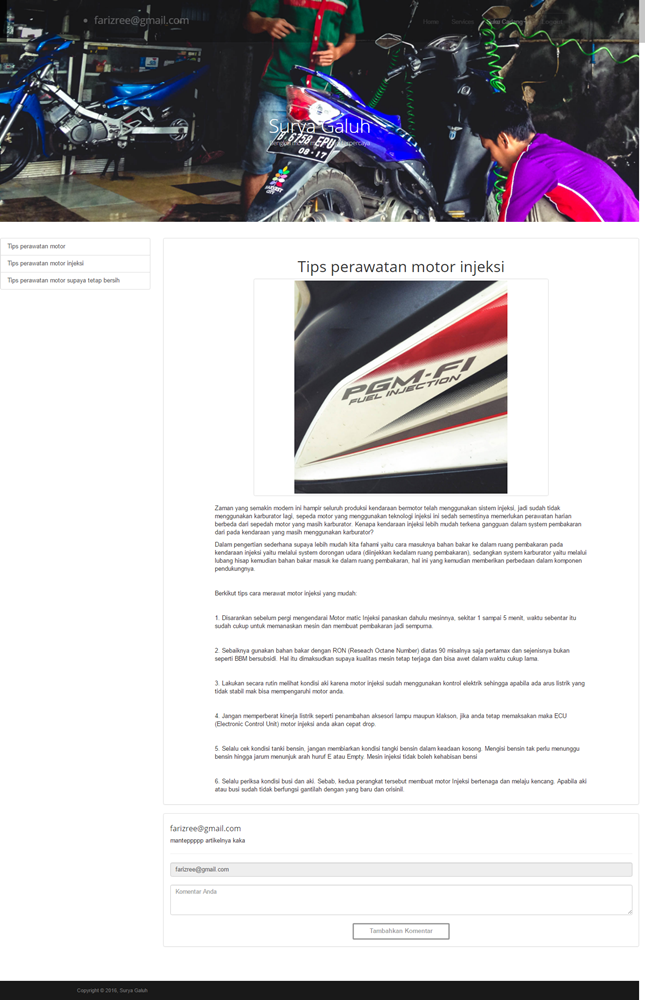 farizree@gmail.com
Home
Surya Galuh
B 6758 EPU
08·17
Tips perawatan motor
Tips perawatan motor injeksi
Tips perawatan motor supaya tetap bersih
Tips perawatan motor injeksi
PGM-FI
FUEL INJECTION
Zaman yang semakin modern ini hampir seluruh produksi kendaraan bermotor telah menggunakan sistem injeksi, jadi sudah tidak
menggunakan karburator lagi, sepeda motor yang menggunakan teknologi injeksi ini sedah semestinya memerlukan perawatan harian
berbeda dari sepedah motor yang masih karburator. Kenapa kendaraan injeksi lebih mudah terkena gangguan dalam system pembakaran
dari pada kendaraan yang masih menggunakan karburator?
Dalam pengertian sederhana supaya lebih mudah kita fahami yaitu cara masuknya bahan bakar ke dalam ruang pembakaran pada
kendaraan injeksi yaitu melalui system dorongan udara (diinjekkan kedalam ruang pembakaran), sedangkan system karburator yaitu melalui
lubang hisap kemudian bahan bakar masuk ke dalam ruang pembakaran, hal ini yang kemudian memberikan perbedaan dalam komponen
pendukungnya.
Berkikut tips cara merawat motor injeksi yang mudah:
1. Disarankan sebelum pergi mengendarai Motor matic Injeksi panaskan dahulu mesinnya, sekitar 1 sampai 5 menit, waktu sebentar itu
sudah cukup untuk memanaskan mesin dan membuat pembakaran jadi sempurna.
2. Sebaiknya gunakan bahan bakar dengan RON (Reseach Octane Number) diatas 90 misalnya saja pertamax dan sejenisnya bukan
seperti BBM bersubsidi. Hal itu dimaksudkan supaya kualitas mesin tetap terjaga dan bisa awet dalam waktu cukup lama.
3. Lakukan secara rutin melihat kondisi aki karena motor injeksi sudah menggunakan kontrol elektrik sehingga apabila ada arus listrik yang
tidak stabil mak bisa mempengaruhi motor anda.
4. Jangan memperberat kinerja listrik seperti penambahan aksesori lampu maupun klakson, jika anda tetap memaksakan maka ECU
(Electronic Control Unit) motor injeksi anda akan cepat drop.
5. Selalu cek kondisi tanki bensin, jangan membiarkan kondisi tangki bensin dalam keadaan kosong. Mengisi bensin tak perlu menunggu
bensin hingga jarum menunjuk arah huruf E atau Empty. Mesin injeksi tidak boleh kehabisan bensi
6. Selalu periksa kondisi busi dan aki. Sebab, kedua perangkat tersebut membuat motor Injeksi bertenaga dan melaju kencang. Apabila aki
atau busi sudah tidak berfungsi gantilah dengan yang baru dan orisinil.
farizree@gmail.com
manteppppp artikelnya kaka
farizree@gmail.com
Komentar Anda
Tambahkan Komentar
Copyright © 2016, Surya Galuh